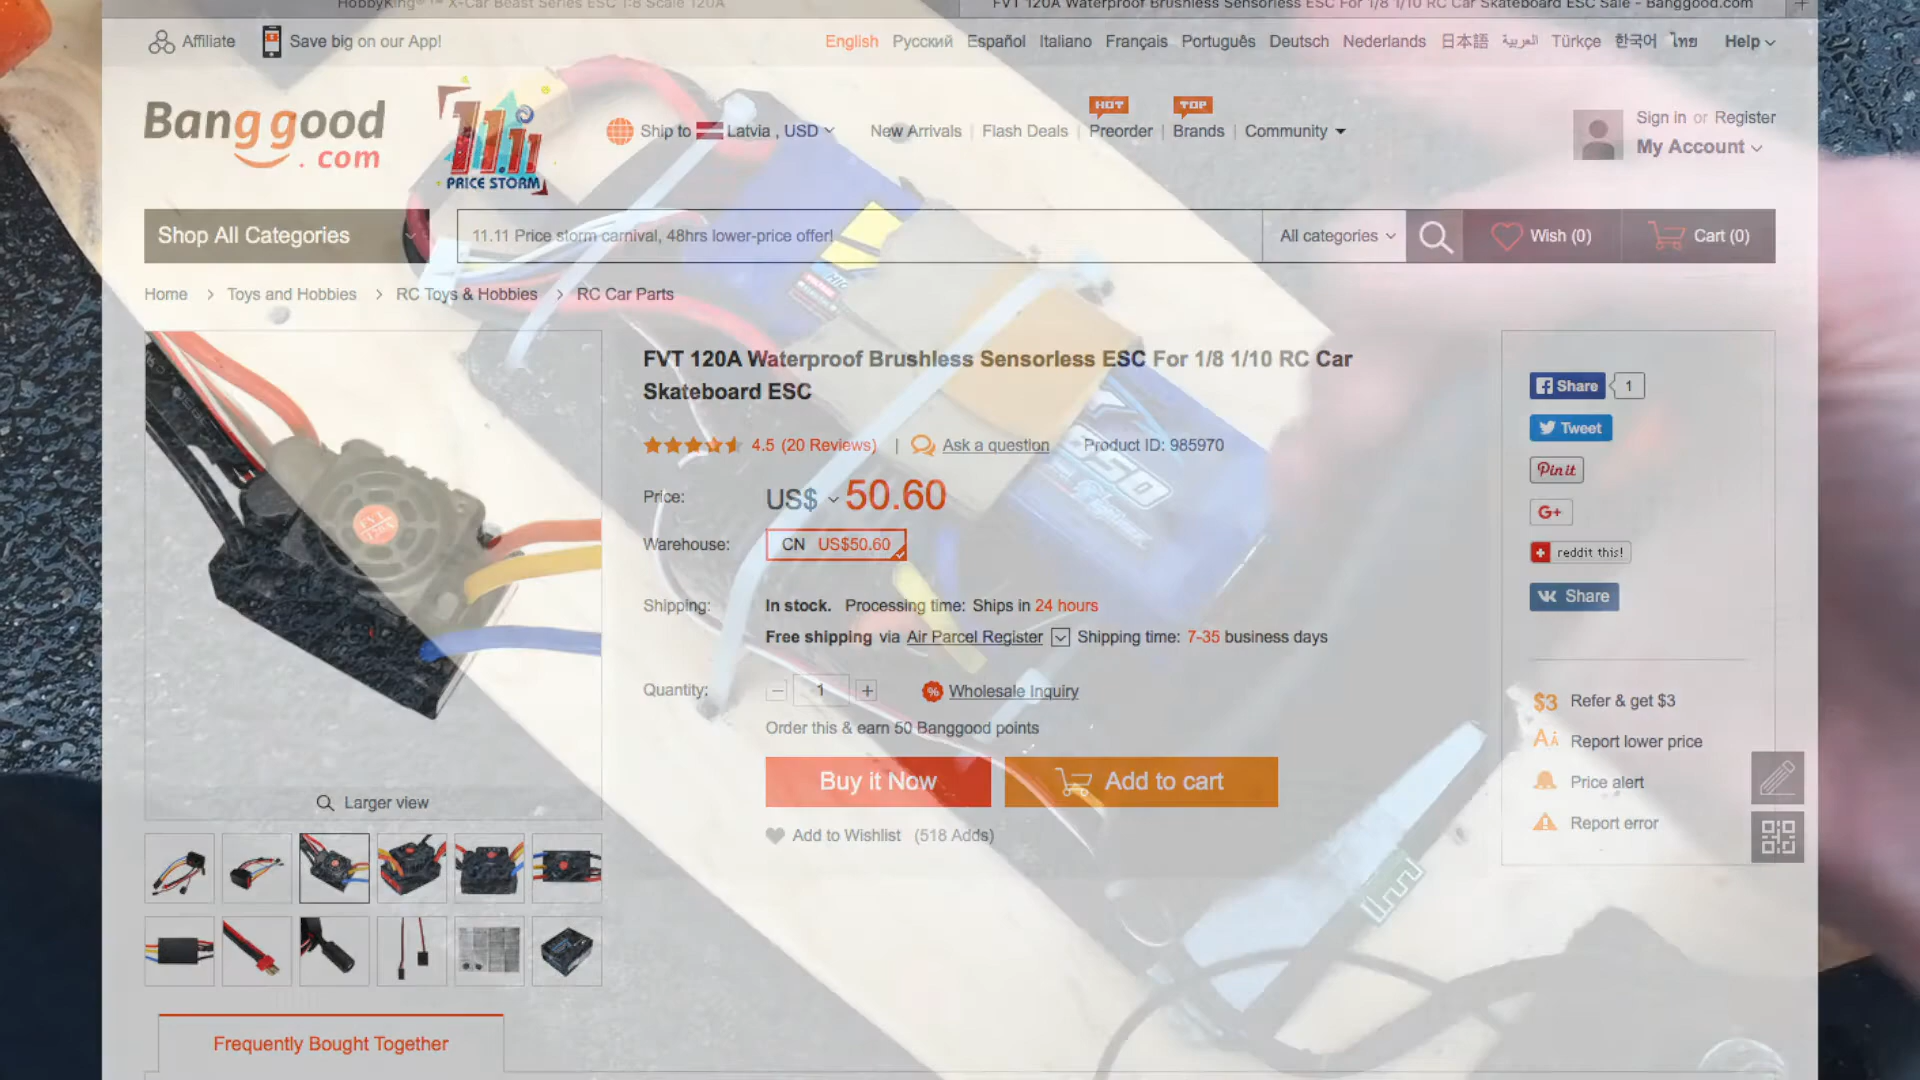 HobbyKing®™ X-Car Beast Series ESC 1:8 Scale 120A
FVT 120A Waterproof Brushless Sensorless ESC For 1/8 1/10 RC Car Skateboard ESC Sale - Banggood.com
Affiliate Save big on our App! English Русский Español Italiano Français Português Deutsch Nederlands 日本語 العربية Türkçe 한국어 ไทย Help
Banggood.com
11.11
PRICE STORM
Ship to Latvia , USD New Arrivals | Flash Deals | Preorder | Brands | Community
HOT
TOP
Sign in or Register
My Account
Shop All Categories 11.11 Price storm carnival, 48hrs lower-price offer! All categories Wish (0) Cart (0)
Home > Toys and Hobbies > RC Toys & Hobbies > RC Car Parts
FVT 120A Waterproof Brushless Sensorless ESC For 1/8 1/10 RC Car
Skateboard ESC
4.5 (20 Reviews) | Ask a question Product ID: 985970
Price: US$ 50.60
Warehouse: CN US$50.60
Shipping: In stock. Processing time: Ships in 24 hours
Free shipping via Air Parcel Register Shipping time: 7-35 business days
Quantity: - 1 + % Wholesale Inquiry
Order this & earn 50 Banggood points
Buy it Now Add to cart
Add to Wishlist (518 Adds)
Share 1
Tweet
Pin it
G+
reddit this!
Share
$3 Refer & get $3
Report lower price
Price alert
Report error
FVT
120A
Larger view
Frequently Bought Together